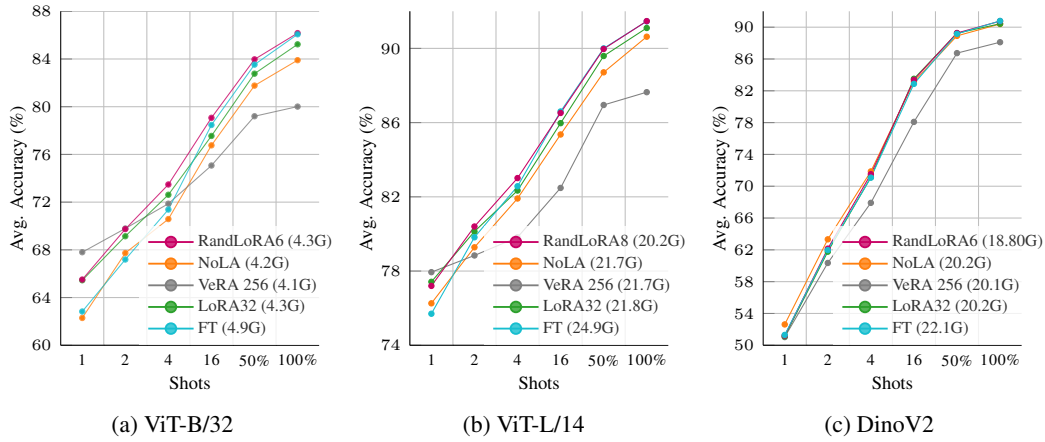 88
84
80
76
72
68
64
60
Avg. Accuracy (%)
RandLoRA6 (4.3G)
NoLA (4.2G)
VeRA 256 (4.1G)
LoRA32 (4.3G)
FT (4.9G)
1 2 4 16 50% 100%
Shots
(a) ViT-B/32
90
86
82
78
74
Avg. Accuracy (%)
RandLoRA8 (20.2G)
NoLA (21.7G)
VeRA 256 (21.7G)
LoRA32 (21.8G)
FT (24.9G)
1 2 4 16 50% 100%
Shots
(b) ViT-L/14
90
86
82
78
74
70
66
62
58
54
50
Avg. Accuracy (%)
RandLoRA6 (18.80G)
NoLA (20.2G)
VeRA 256 (20.1G)
LoRA32 (20.2G)
FT (22.1G)
1 2 4 16 50% 100%
Shots
(c) DinoV2